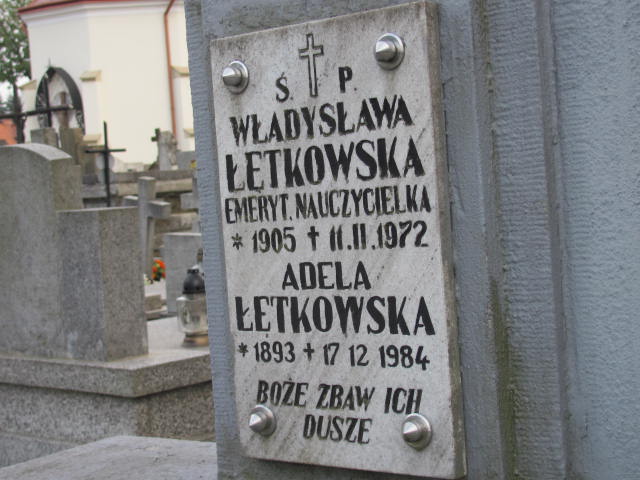 Ś. P.
WŁADYSŁAWA
ŁĘTKOWSKA
EMERYT. NAUCZYCIELKA
* 1905 † 11.II.1972
ADELA
ŁĘTKOWSKA
* 1893 + 17 12 1984
BOŻE ZBAW ICH
DUSZE